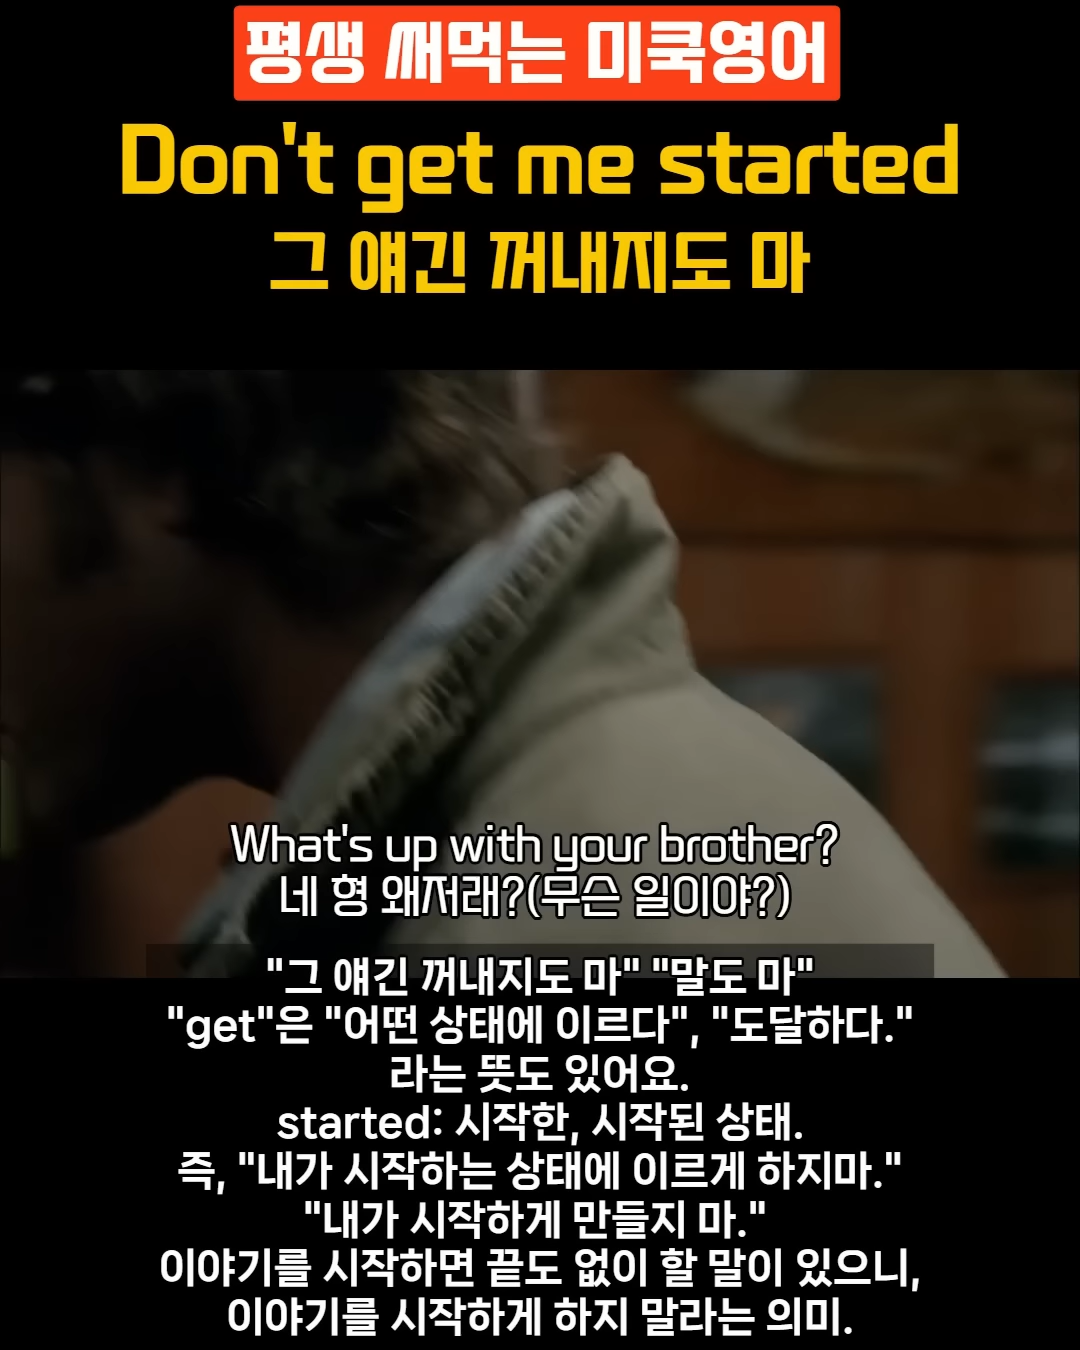 평생 써먹는 미쿡영어
Don't get me started
그 얘긴 꺼내지도 마
What's up with your brother?
네 형 왜저래?(무슨 일이야?)
"그 얘긴 꺼내지도 마" "말도 마"
"get"은 "어떤 상태에 이르다", "도달하다."
라는 뜻도 있어요.
started: 시작한, 시작된 상태.
즉, "내가 시작하는 상태에 이르게 하지마."
"내가 시작하게 만들지 마."
이야기를 시작하면 끝도 없이 할 말이 있으니,
이야기를 시작하게 하지 말라는 의미.